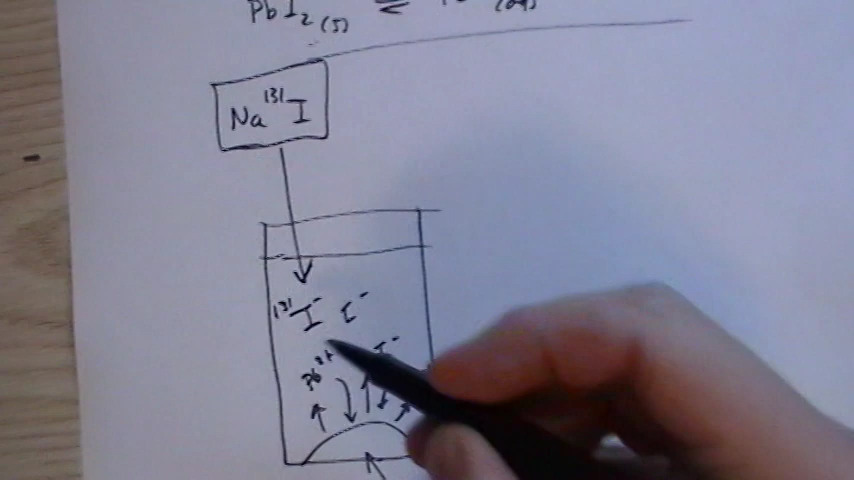 PbI₂ (s) ⇌
Na¹³¹I
¹³¹I⁻ I⁻
Pb²⁺ I⁻